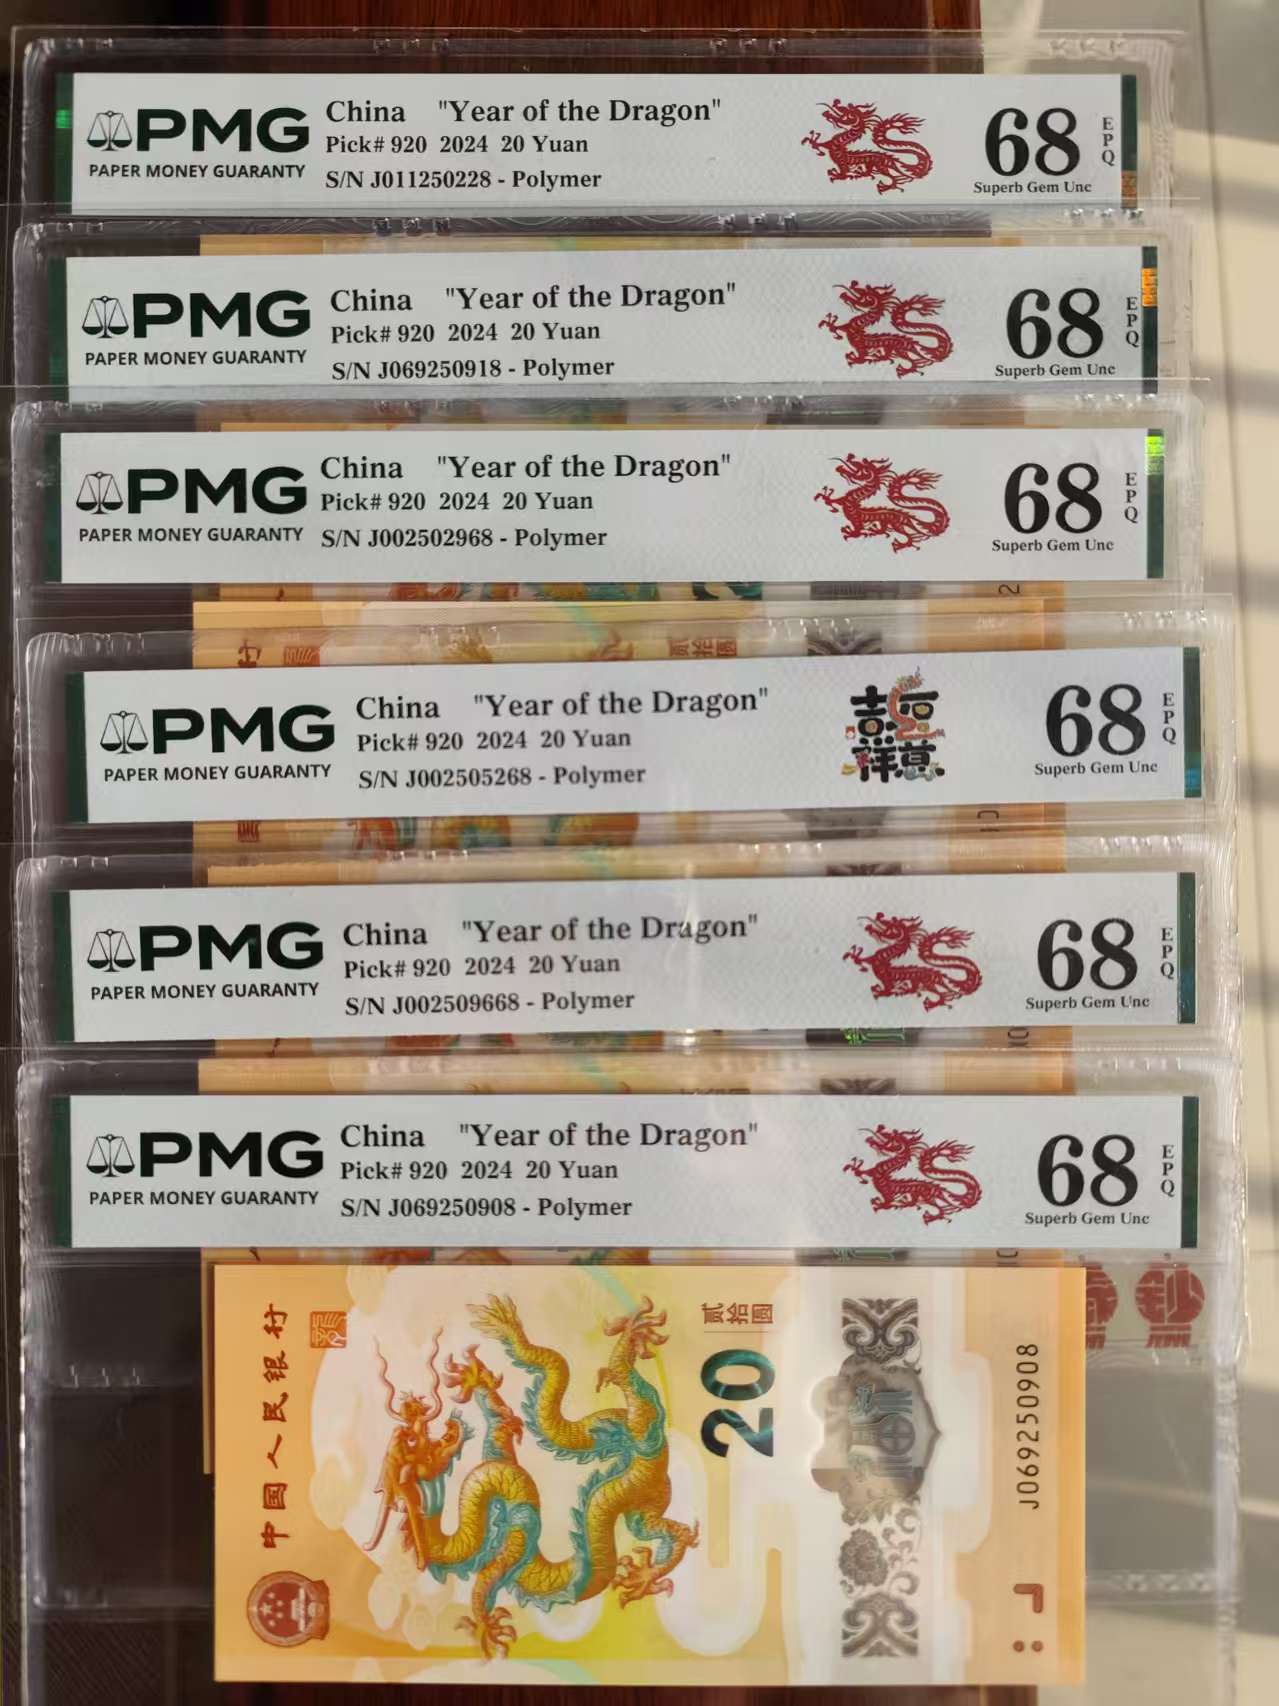 PMG
PAPER MONEY GUARANTY
China "Year of the Dragon"
Pick# 920 2024 20 Yuan
S/N J011250228 - Polymer
68
EPQ
Superb Gem Unc
PMG
PAPER MONEY GUARANTY
China "Year of the Dragon"
Pick# 920 2024 20 Yuan
S/N J069250918 - Polymer
68
EPQ
Superb Gem Unc
PMG
PAPER MONEY GUARANTY
China "Year of the Dragon"
Pick# 920 2024 20 Yuan
S/N J002502968 - Polymer
68
EPQ
Superb Gem Unc
贰拾圆
PMG
PAPER MONEY GUARANTY
China "Year of the Dragon"
Pick# 920 2024 20 Yuan
S/N J002505268 - Polymer
68
EPQ
Superb Gem Unc
PMG
PAPER MONEY GUARANTY
China "Year of the Dragon"
Pick# 920 2024 20 Yuan
S/N J002509668 - Polymer
68
EPQ
Superb Gem Unc
PMG
PAPER MONEY GUARANTY
China "Year of the Dragon"
Pick# 920 2024 20 Yuan
S/N J069250908 - Polymer
68
EPQ
Superb Gem Unc
中国人民银行
贰拾圆
20
J069250908